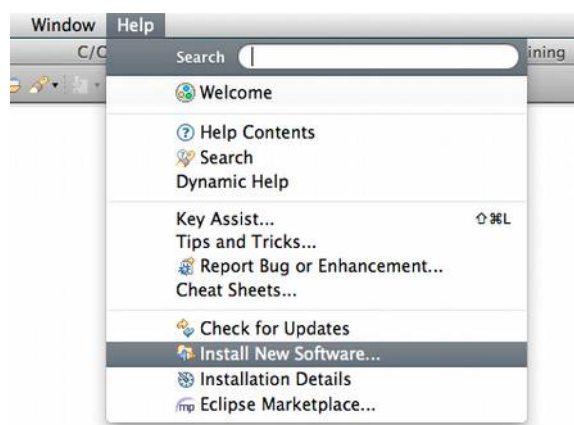 Window Help
C/C
Search
ining
Welcome
Help Contents
Search
Dynamic Help
Key Assist... ⇧⌘L
Tips and Tricks...
Report Bug or Enhancement...
Cheat Sheets...
Check for Updates
Install New Software...
Installation Details
mp Eclipse Marketplace...